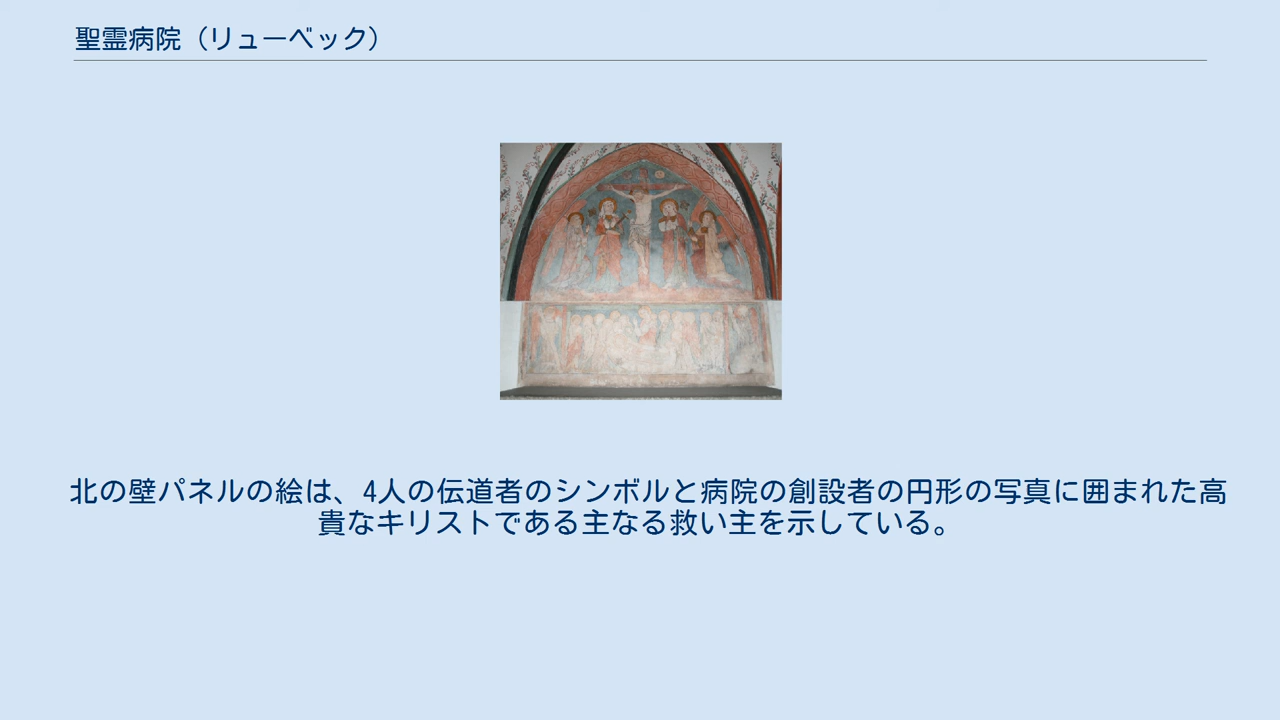 聖霊病院（リューベック）
北の壁パネルの絵は、4人の伝道者のシンボルと病院の創設者の円形の写真に囲まれた高
貴なキリストである主なる救い主を示している。